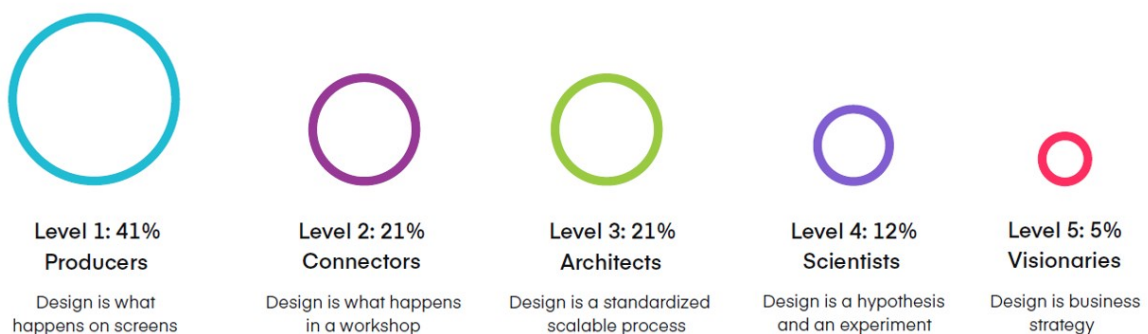 Level 1: 41%
Producers
Design is what
happens on screens
Level 2: 21%
Connectors
Design is what happens
in a workshop
Level 3: 21%
Architects
Design is a standardized
scalable process
Level 4: 12%
Scientists
Design is a hypothesis
and an experiment
Level 5: 5%
Visionaries
Design is business
strategy